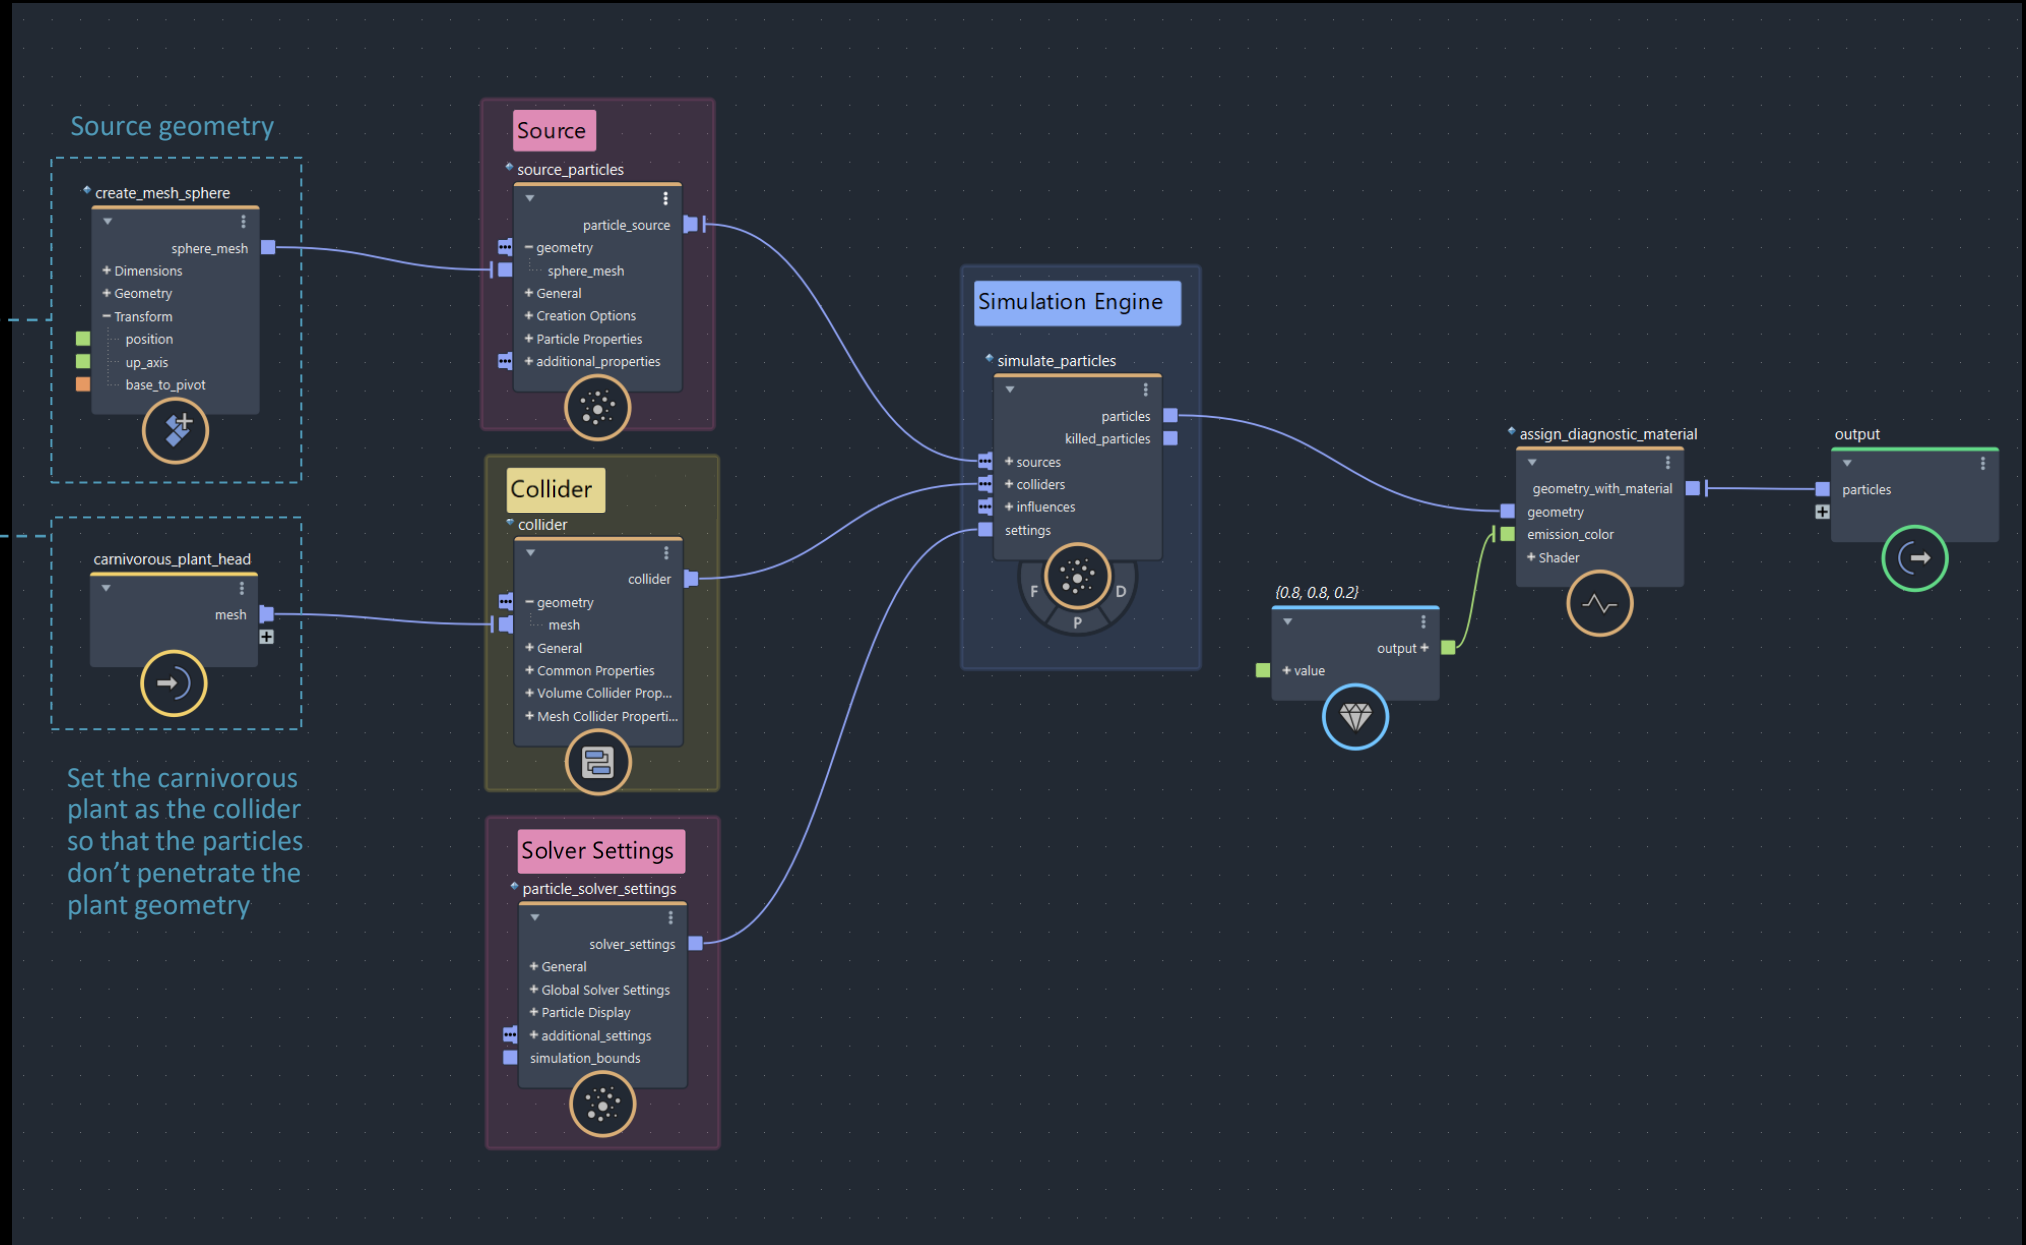 Source geometry
create_mesh_sphere
sphere_mesh
+ Dimensions
+ Geometry
− Transform
position
up_axis
base_to_pivot
carnivorous_plant_head
mesh
Set the carnivorous
plant as the collider
so that the particles
don’t penetrate the
plant geometry
Source
source_particles
particle_source
− geometry
sphere_mesh
+ General
+ Creation Options
+ Particle Properties
+ additional_properties
Collider
collider
collider
− geometry
mesh
+ General
+ Common Properties
+ Volume Collider Prop...
+ Mesh Collider Properti...
Solver Settings
particle_solver_settings
solver_settings
+ General
+ Global Solver Settings
+ Particle Display
+ additional_settings
simulation_bounds
Simulation Engine
simulate_particles
particles
killed_particles
+ sources
+ colliders
+ influences
settings
F
D
P
{0.8, 0.8, 0.2}
output +
+ value
assign_diagnostic_material
geometry_with_material
geometry
emission_color
+ Shader
output
particles